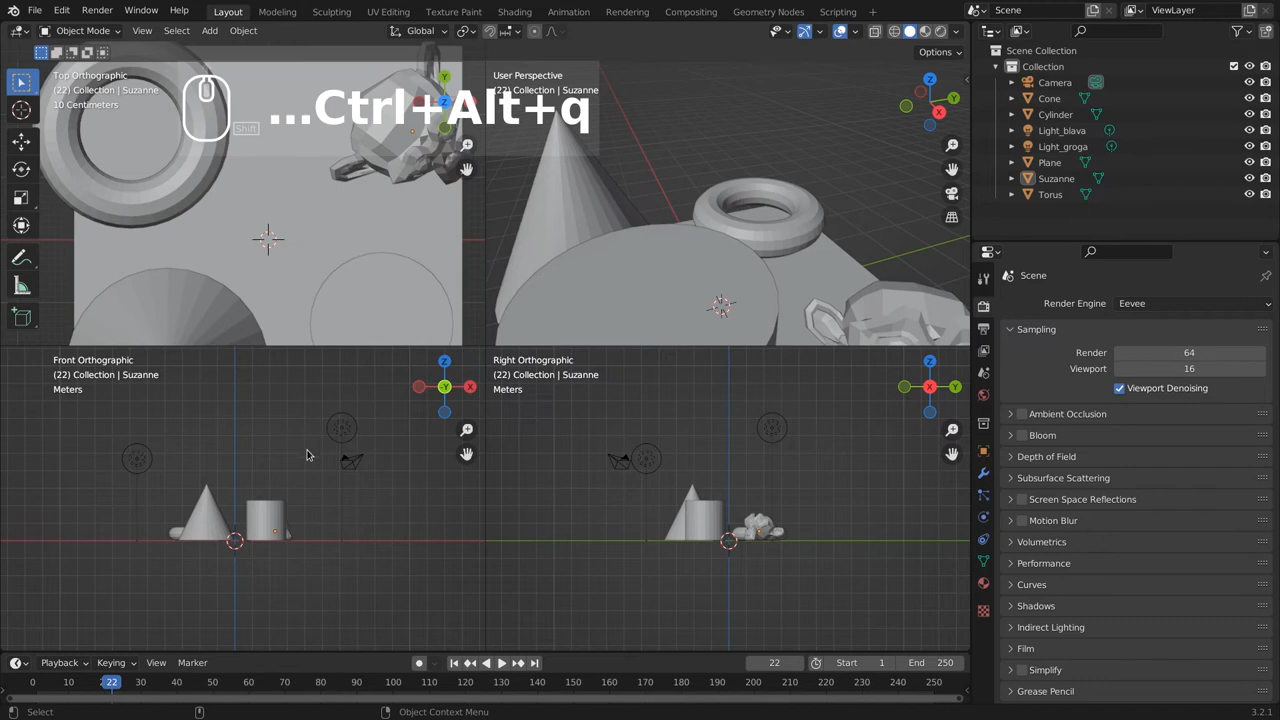 File Edit Render Window Help Layout Modeling Sculpting UV Editing Texture Paint Shading Animation Rendering Compositing Geometry Nodes Scripting + Scene ViewLayer
Object Mode View Select Add Object Global
Options
Top Orthographic
(22) Collection | Suzanne
10 Centimeters
Y
Z
Shift
...Ctrl+Alt+q
User Perspective
(22) Collection | Suzanne
Z
Y
X
Front Orthographic
(22) Collection | Suzanne
Meters
Z
-Y
X
Right Orthographic
(22) Collection | Suzanne
Meters
Z
X
Y
Scene Collection
Collection
Camera
Cone
Cylinder
Light_blava
Light_groga
Plane
Suzanne
Torus
Scene
Render Engine Eevee
Sampling
Render 64
Viewport 16
Viewport Denoising
Ambient Occlusion
Bloom
Depth of Field
Subsurface Scattering
Screen Space Reflections
Motion Blur
Volumetrics
Performance
Curves
Shadows
Indirect Lighting
Film
Simplify
Grease Pencil
Playback Keying View Marker 22 Start 1 End 250
0 10 22 30 40 50 60 70 80 90 100 110 120 130 140 150 160 170 180 190 200 210 220 230 240 250
Select Object Context Menu 3.2.1